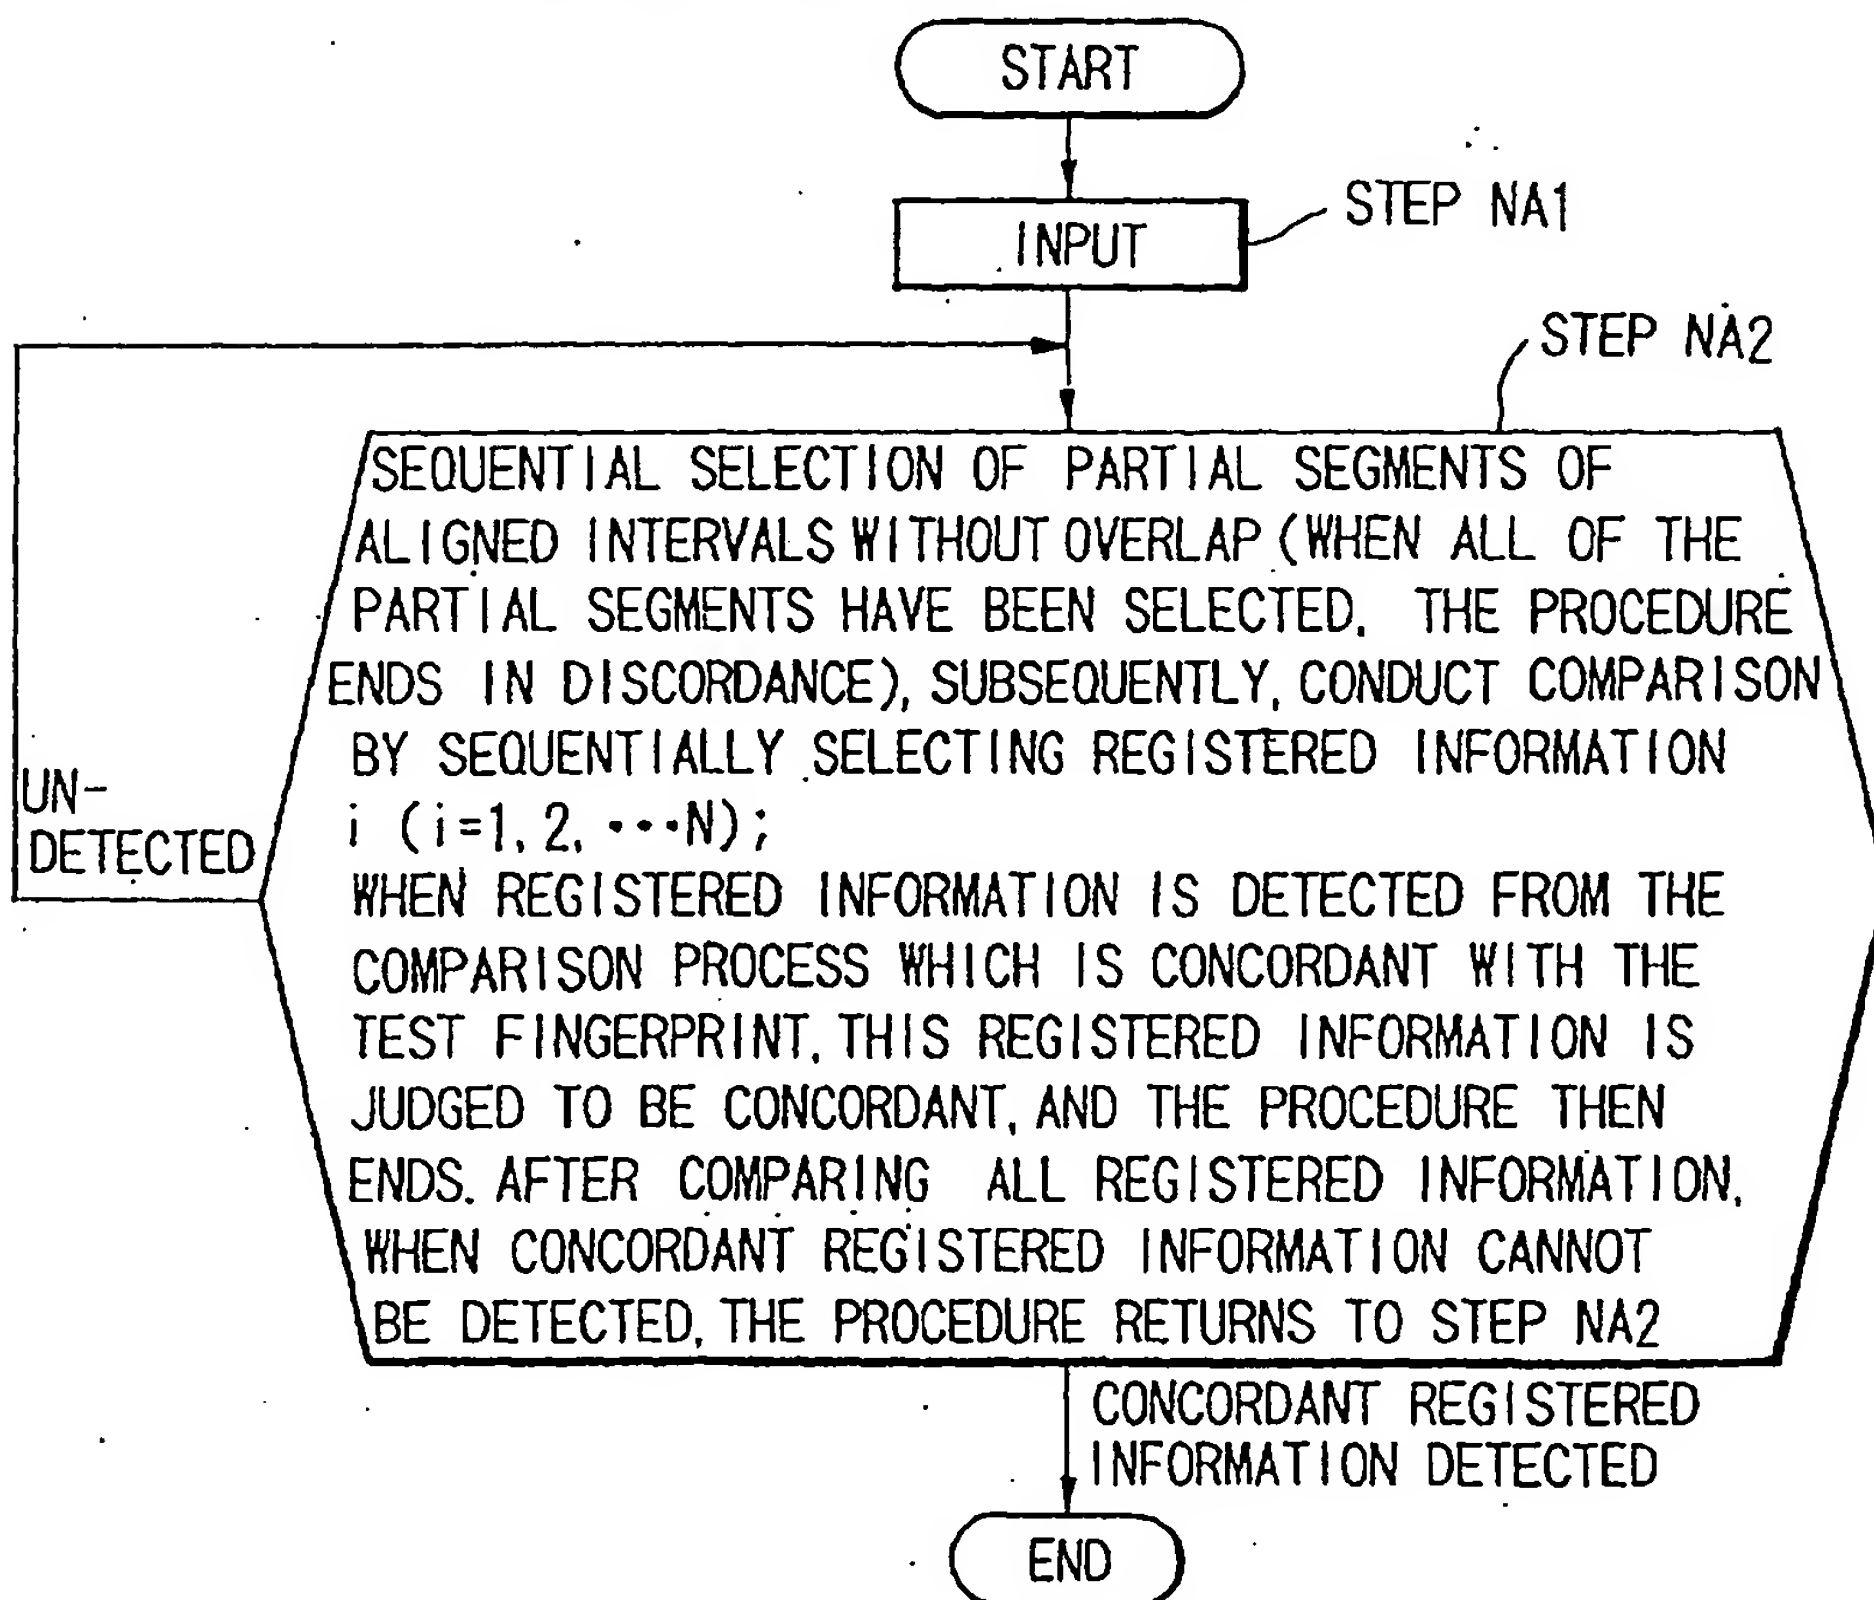 START
INPUT
STEP NA1
STEP NA2
SEQUENTIAL SELECTION OF PARTIAL SEGMENTS OF
ALIGNED INTERVALS WITHOUT OVERLAP (WHEN ALL OF THE
PARTIAL SEGMENTS HAVE BEEN SELECTED. THE PROCEDURE
ENDS IN DISCORDANCE), SUBSEQUENTLY, CONDUCT COMPARISON
BY SEQUENTIALLY SELECTING REGISTERED INFORMATION
i (i=1, 2, ···N);
WHEN REGISTERED INFORMATION IS DETECTED FROM THE
COMPARISON PROCESS WHICH IS CONCORDANT WITH THE
TEST FINGERPRINT, THIS REGISTERED INFORMATION IS
JUDGED TO BE CONCORDANT, AND THE PROCEDURE THEN
ENDS. AFTER COMPARING ALL REGISTERED INFORMATION,
WHEN CONCORDANT REGISTERED INFORMATION CANNOT
BE DETECTED, THE PROCEDURE RETURNS TO STEP NA2
UN-
DETECTED
CONCORDANT REGISTERED
INFORMATION DETECTED
END